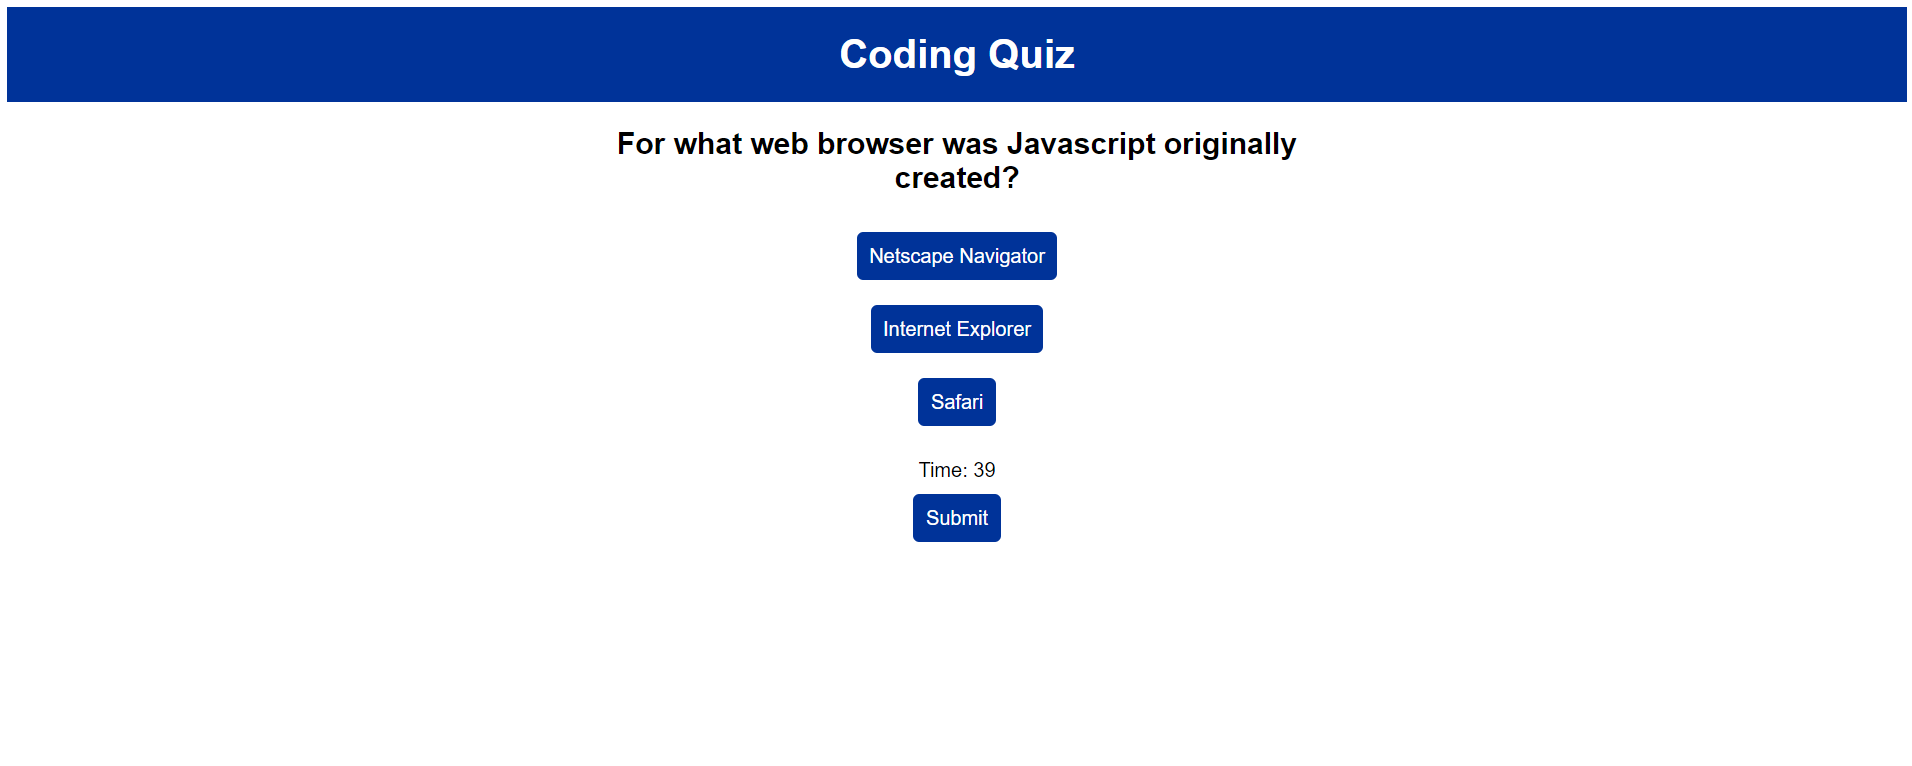 Coding Quiz
For what web browser was Javascript originally
created?
Netscape Navigator
Internet Explorer
Safari
Time: 39
Submit